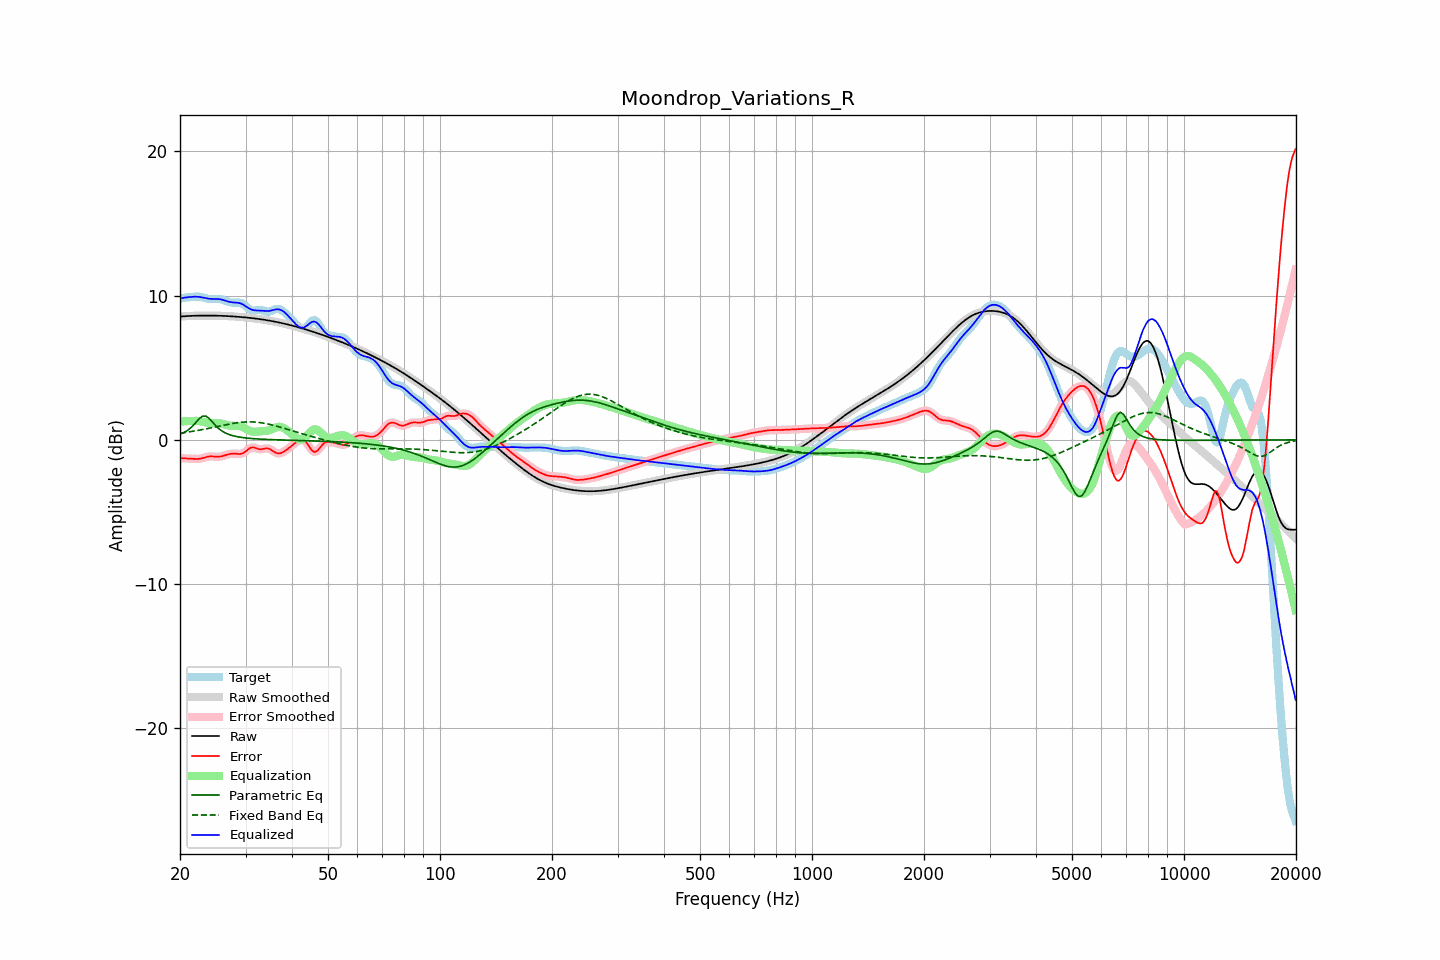 Moondrop_Variations_R
Amplitude (dBr)
20
10
0
−10
−20
Target
Raw Smoothed
Error Smoothed
Raw
Error
Equalization
Parametric Eq
Fixed Band Eq
Equalized
20
50
100
200
500
1000
2000
5000
10000
20000
Frequency (Hz)